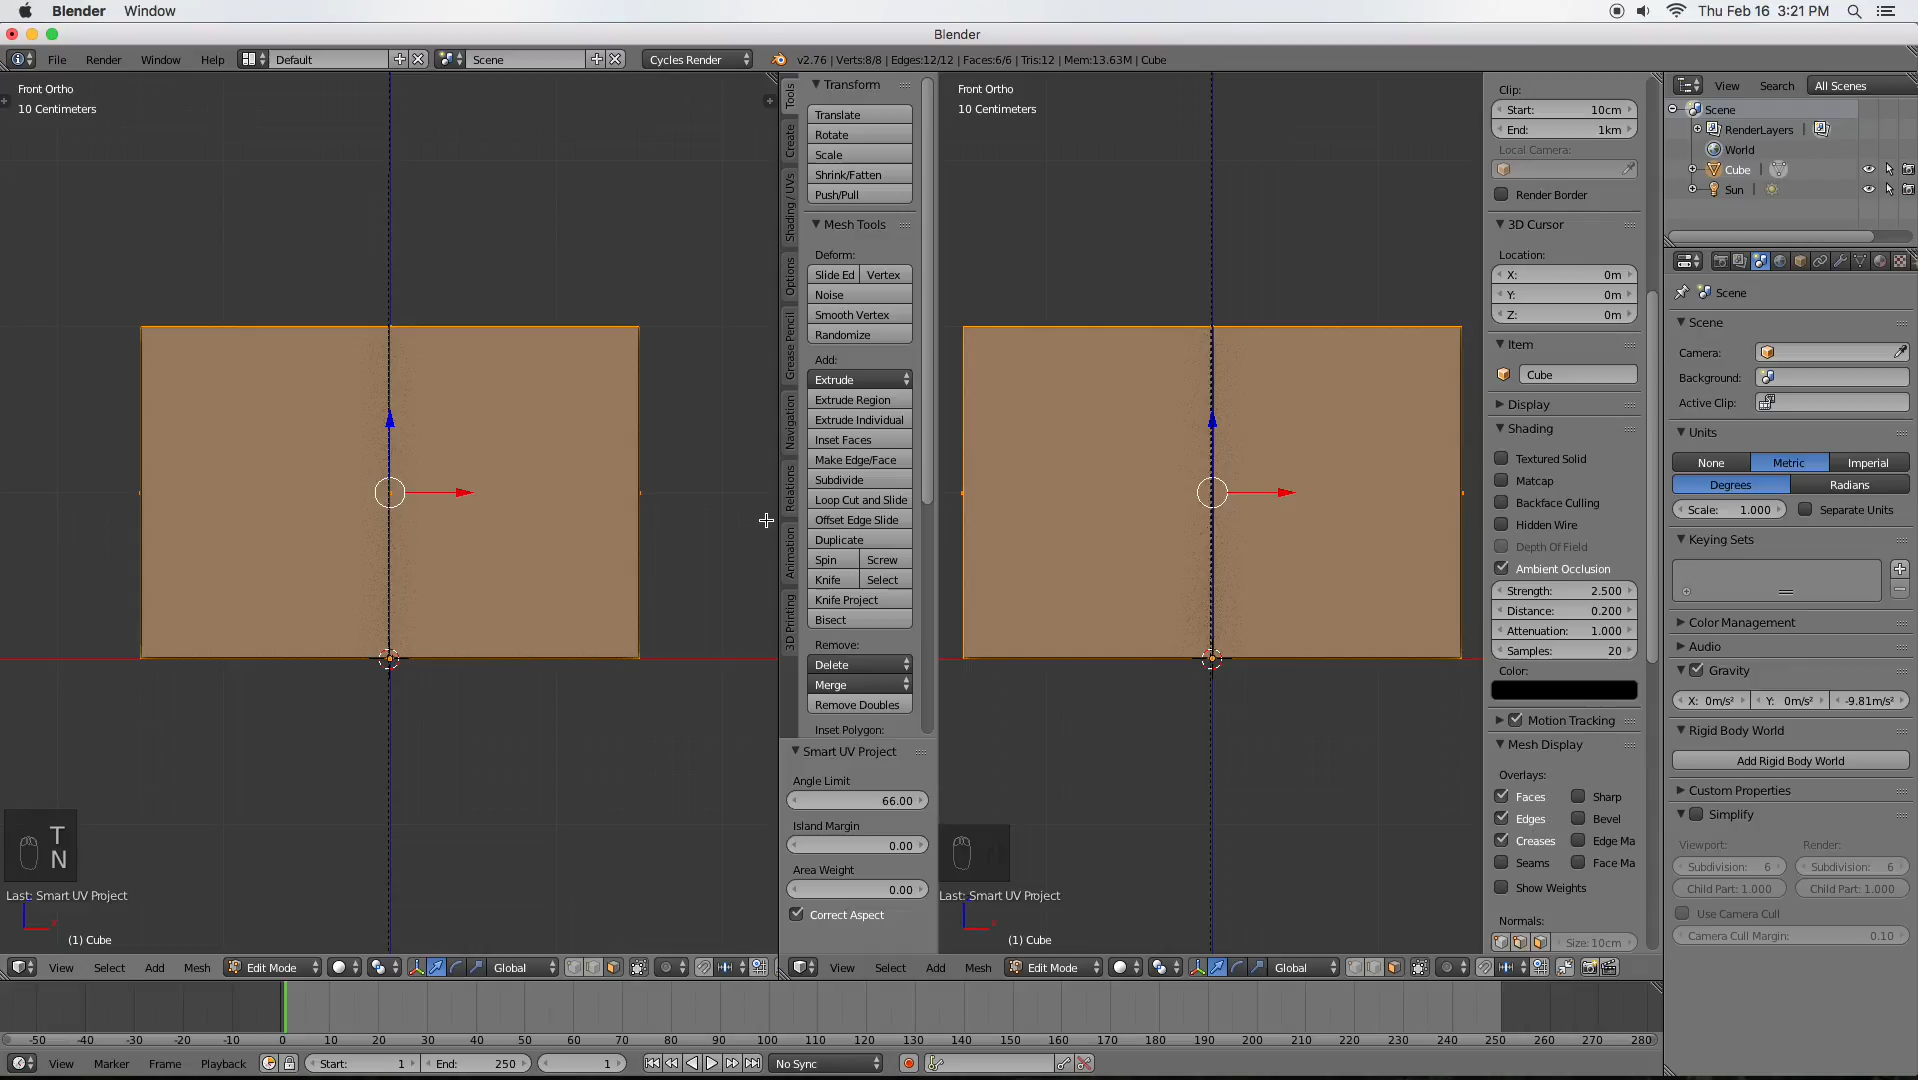 Blender Window Thu Feb 16 3:21 PM
Blender
File Render Window Help Default Scene Cycles Render v2.76 | Verts:8/8 | Edges:12/12 | Faces:6/6 | Tris:12 | Mem:13.63M | Cube
Front Ortho
10 Centimeters
T
N
Last: Smart UV Project
(1) Cube
View Select Add Mesh Edit Mode Global
Tools
Create
Shading / UVs
Options
Grease Pencil
Navigation
Relations
Animation
3D Printing
Transform
Translate
Rotate
Scale
Shrink/Fatten
Push/Pull
Mesh Tools
Deform:
Slide Ed Vertex
Noise
Smooth Vertex
Randomize
Add:
Extrude
Extrude Region
Extrude Individual
Inset Faces
Make Edge/Face
Subdivide
Loop Cut and Slide
Offset Edge Slide
Duplicate
Spin Screw
Knife Select
Knife Project
Bisect
Remove:
Delete
Merge
Remove Doubles
Inset Polygon:
Smart UV Project
Angle Limit
66.00
Island Margin
0.00
Area Weight
0.00
Correct Aspect
Front Ortho
10 Centimeters
Last: Smart UV Project
(1) Cube
View Select Add Mesh Edit Mode Global
Clip:
Start: 10cm
End: 1km
Local Camera:
Render Border
3D Cursor
Location:
X: 0m
Y: 0m
Z: 0m
Item
Cube
Display
Shading
Textured Solid
Matcap
Backface Culling
Hidden Wire
Depth Of Field
Ambient Occlusion
Strength: 2.500
Distance: 0.200
Attenuation: 1.000
Samples: 20
Color:
Motion Tracking
Mesh Display
Overlays:
Faces Sharp
Edges Bevel
Creases Edge Ma
Seams Face Ma
Show Weights
Normals:
Size: 10cm
View Search All Scenes
Scene
RenderLayers |
World
Cube |
Sun |
Scene
Scene
Camera:
Background:
Active Clip:
Units
None Metric Imperial
Degrees Radians
Scale: 1.000 Separate Units
Keying Sets
Color Management
Audio
Gravity
X: 0m/s² Y: 0m/s² -9.81m/s²
Rigid Body World
Add Rigid Body World
Custom Properties
Simplify
Viewport: Render:
Subdivision: 6 Subdivision: 6
Child Part: 1.000 Child Part: 1.000
Use Camera Cull
Camera Cull Margin: 0.10
-50 -40 -30 -20 -10 0 10 20 30 40 50 60 70 80 90 100 110 120 130 140 150 160 170 180 190 200 210 220 230 240 250 260 270 280
View Marker Frame Playback Start: 1 End: 250 1 No Sync